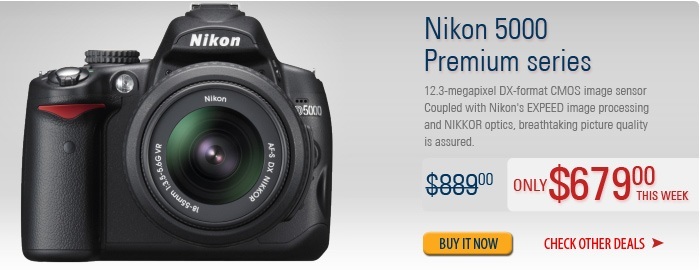 Nikon
Nikon
D5000
AF-S DX NIKKOR
18-55mm 1:3.5-5.6G VR
Nikon 5000
Premium series
12.3-megapixel DX-format CMOS image sensor
Coupled with Nikon's EXPEED image processing
and NIKKOR optics, breathtaking picture quality
is assured.
$88900
ONLY $67900 THIS WEEK
BUY IT NOW
CHECK OTHER DEALS